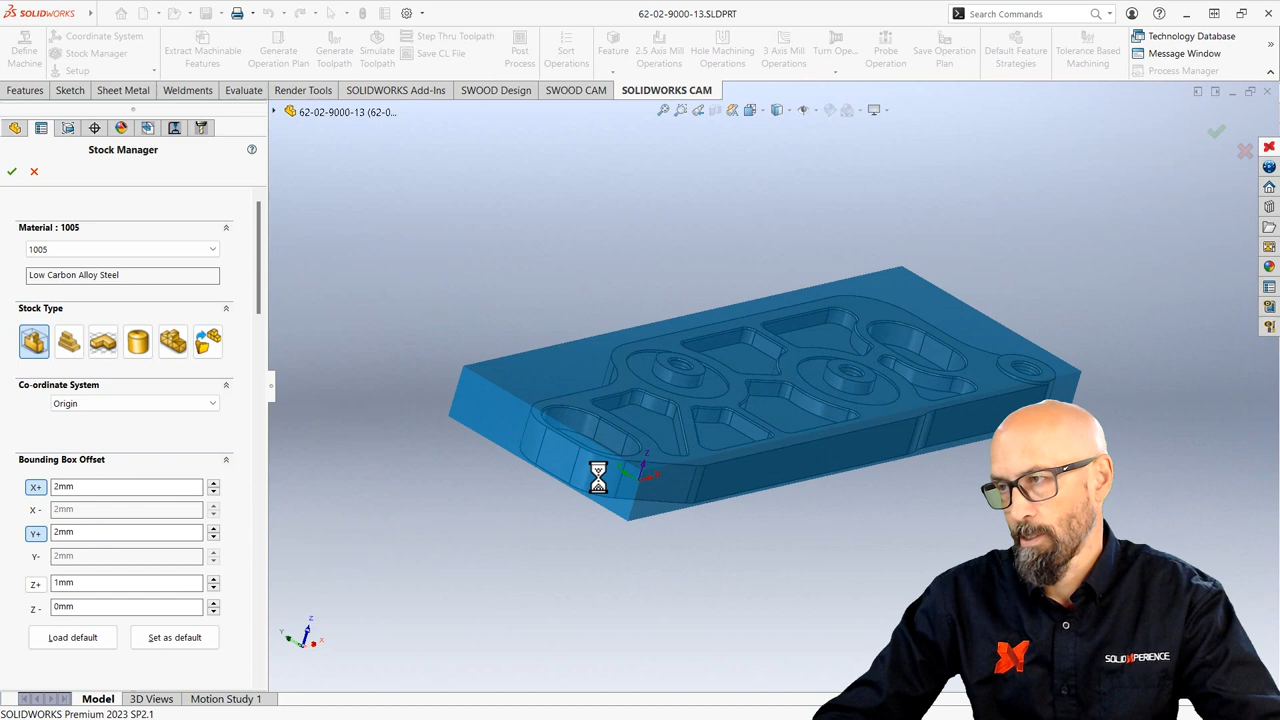 SOLIDWORKS
62-02-9000-13.SLDPRT
Search Commands
Define Machine
Coordinate System
Stock Manager
Setup
Extract Machinable Features
Generate Operation Plan
Generate Toolpath
Simulate Toolpath
Step Thru Toolpath
Save CL File
Post Process
Sort Operations
Feature
2.5 Axis Mill Operations
Hole Machining Operations
3 Axis Mill Operations
Turn Ope...
Probe Operation
Save Operation Plan
Default Feature Strategies
Tolerance Based Machining
Technology Database
Message Window
Process Manager
Features
Sketch
Sheet Metal
Weldments
Evaluate
Render Tools
SOLIDWORKS Add-Ins
SWOOD Design
SWOOD CAM
SOLIDWORKS CAM
62-02-9000-13 (62-0...
Stock Manager
Material : 1005
1005
Low Carbon Alloy Steel
Stock Type
Co-ordinate System
Origin
Bounding Box Offset
X+ 2mm
X - 2mm
Y+ 2mm
Y- 2mm
Z+ 1mm
Z - 0mm
Load default
Set as default
Z
X
Z
Y
X
SOLIDXPERIENCE
Model
3D Views
Motion Study 1
SOLIDWORKS Premium 2023 SP2.1